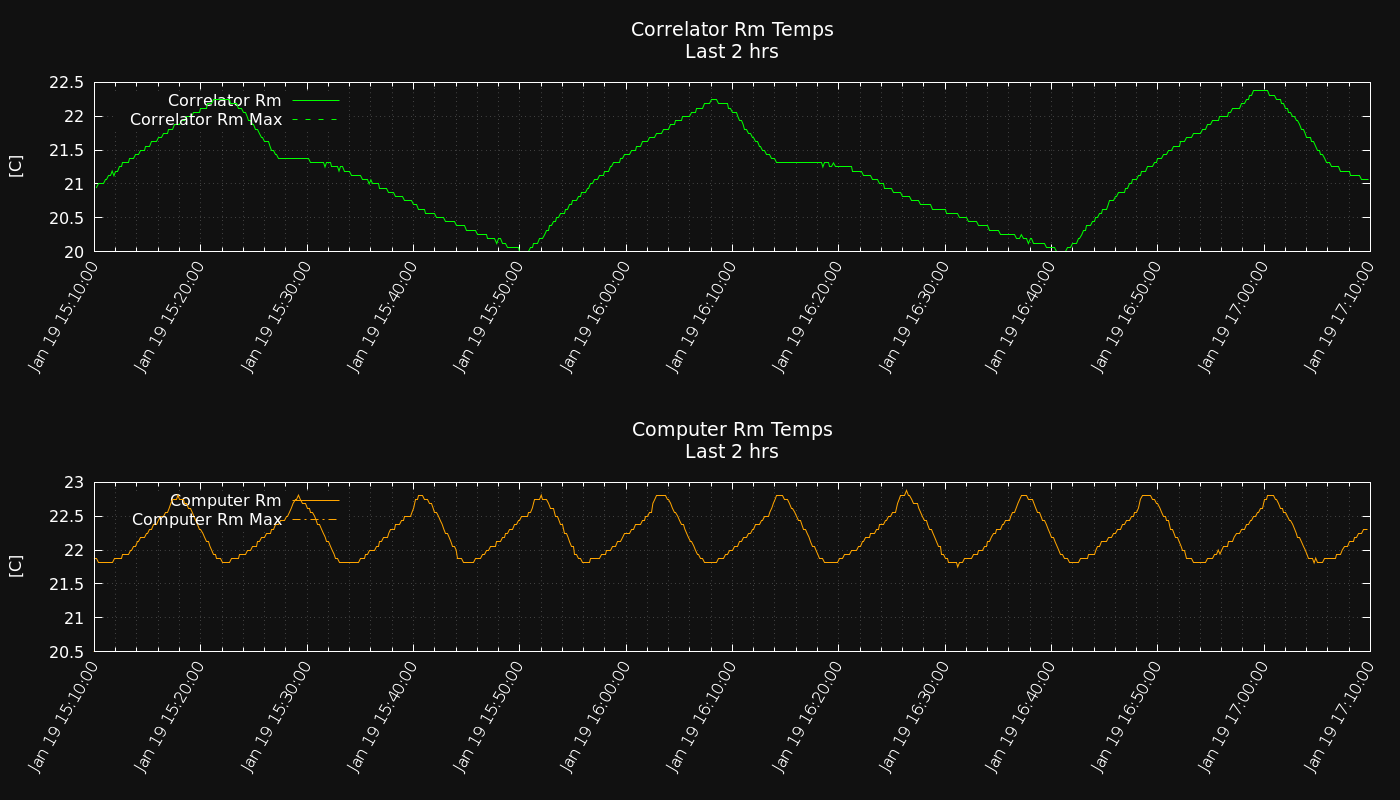 Correlator Rm Temps
Last 2 hrs
22.5
22
21.5
21
20.5
20
[C]
Correlator Rm
Correlator Rm Max
Jan 19 15:10:00
Jan 19 15:20:00
Jan 19 15:30:00
Jan 19 15:40:00
Jan 19 15:50:00
Jan 19 16:00:00
Jan 19 16:10:00
Jan 19 16:20:00
Jan 19 16:30:00
Jan 19 16:40:00
Jan 19 16:50:00
Jan 19 17:00:00
Jan 19 17:10:00
Computer Rm Temps
Last 2 hrs
23
22.5
22
21.5
21
20.5
[C]
Computer Rm
Computer Rm Max
Jan 19 15:10:00
Jan 19 15:20:00
Jan 19 15:30:00
Jan 19 15:40:00
Jan 19 15:50:00
Jan 19 16:00:00
Jan 19 16:10:00
Jan 19 16:20:00
Jan 19 16:30:00
Jan 19 16:40:00
Jan 19 16:50:00
Jan 19 17:00:00
Jan 19 17:10:00